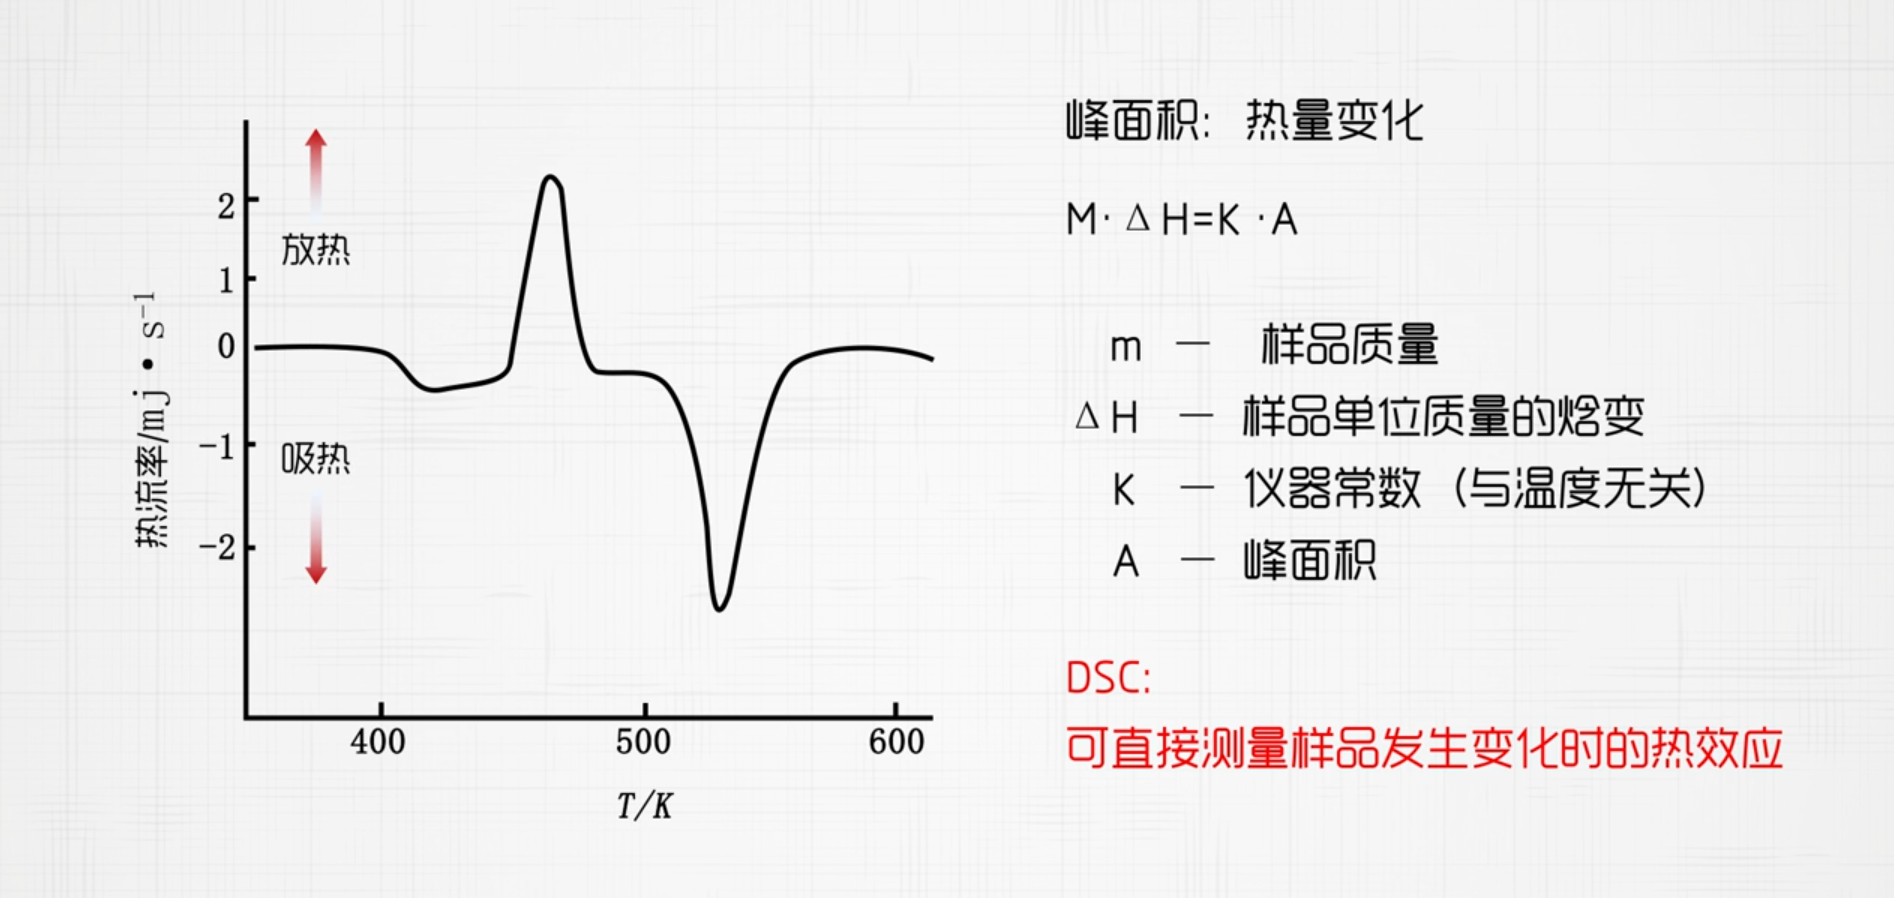 2
放热
1
0
-1
吸热
-2
热流率/mj • s⁻¹
400
500
600
T/K
峰面积: 热量变化
M· Δ H=K ·A
m — 样品质量
Δ H — 样品单位质量的焓变
K — 仪器常数 (与温度无关)
A — 峰面积
DSC:
可直接测量样品发生变化时的热效应